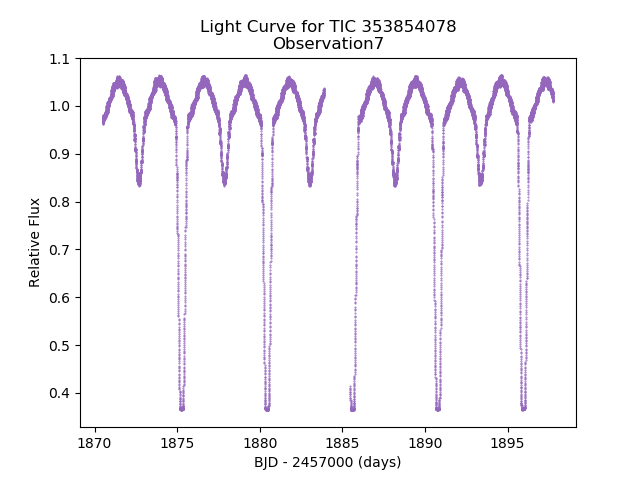 Light Curve for TIC 353854078
Observation7
1.1
1.0
0.9
0.8
0.7
0.6
0.5
0.4
Relative Flux
1870 1875 1880 1885 1890 1895
BJD - 2457000 (days)